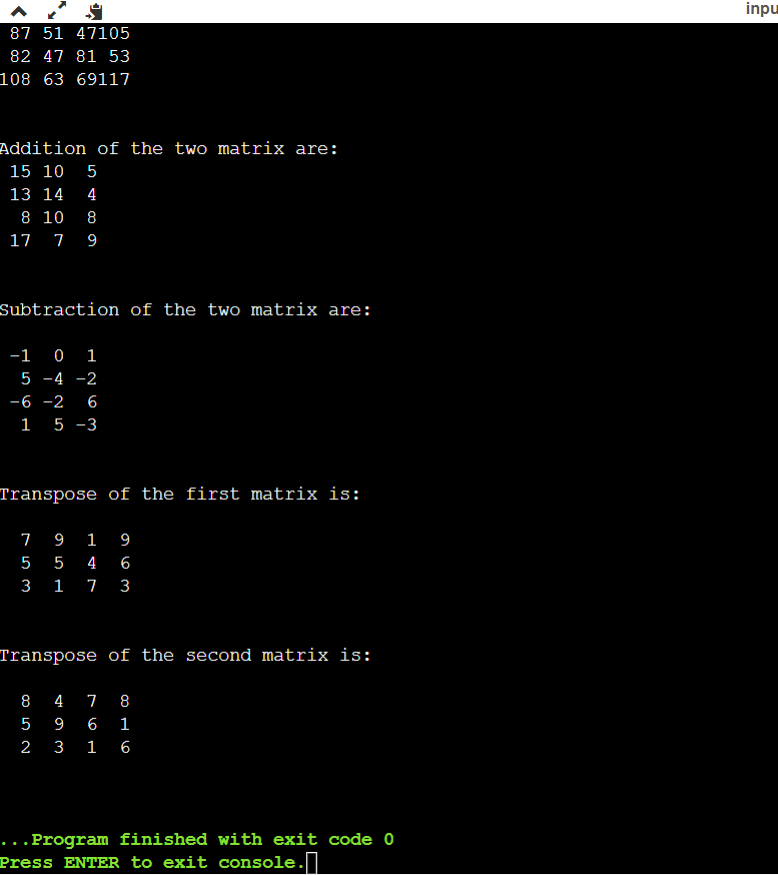 inpu
87 51 47105
82 47 81 53
108 63 69117
Addition of the two matrix are:
15 10 5
13 14 4
8 10 8
17 7 9
Subtraction of the two matrix are:
-1 0 1
5 -4 -2
-6 -2 6
1 5 -3
Transpose of the first matrix is:
7 9 1 9
5 5 4 6
3 1 7 3
Transpose of the second matrix is:
8 4 7 8
5 9 6 1
2 3 1 6
...Program finished with exit code 0
Press ENTER to exit console.